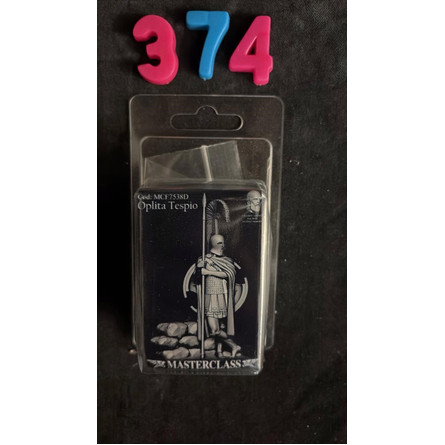 374
Cod: MCF7538D
Oplita Tespio
MASTERCLASS